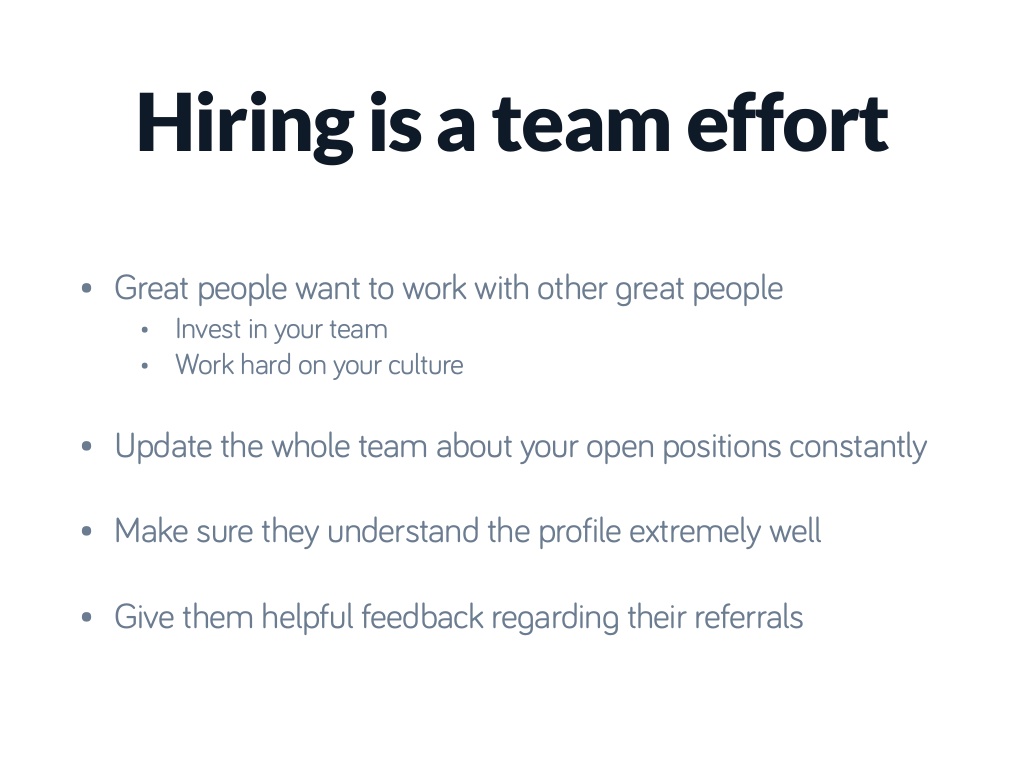 Hiring is a team effort
• Great people want to work with other great people
• Invest in your team
• Work hard on your culture
• Update the whole team about your open positions constantly
• Make sure they understand the profile extremely well
• Give them helpful feedback regarding their referrals